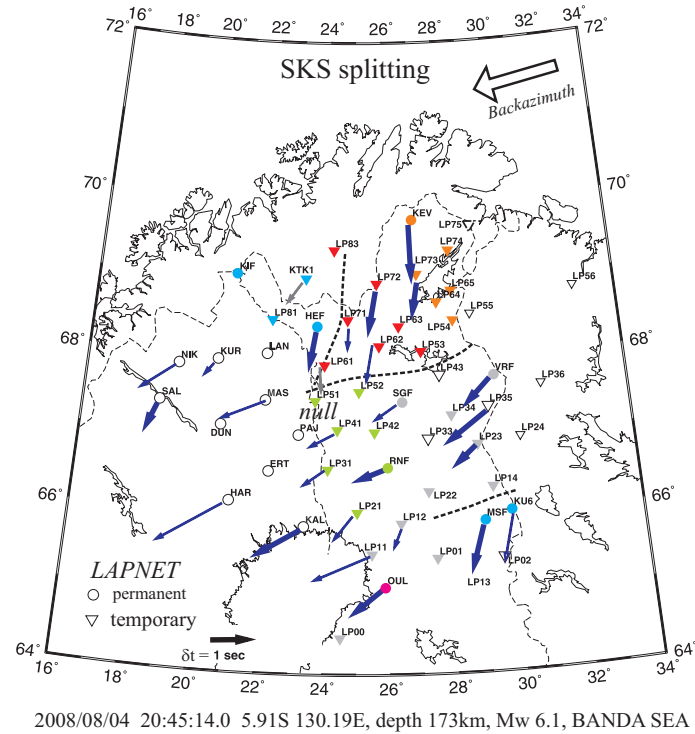 16° 18° 20° 22° 24° 26° 28° 30° 32° 34°
72° 72°
SKS splitting
Backazimuth
70° 70°
KEV
LP75
LP83 LP74
KIF KTK1 LP73
LP72 LP65 LP56
LP64
LP81 HEF LP71 LP63 LP54 LP55
68° 68°
LP62 LP53
NIK KUR LAN LP61 LP43 VRF LP36
SAL MAS LP51 LP52 SGF LP35
null LP34
DUN PAJ LP41 LP42 LP33 LP23 LP24
ERT LP31 RNF
66° LP14 66°
HAR LP22 KU6
KAL LP21 LP12 MSF
LAPNET LP11 LP01 LP02
permanent OUL LP13
temporary
LP00
δt = 1 sec
64° 64°
16° 18° 20° 22° 24° 26° 28° 30° 32° 34°
2008/08/04 20:45:14.0 5.91S 130.19E, depth 173km, Mw 6.1, BANDA SEA